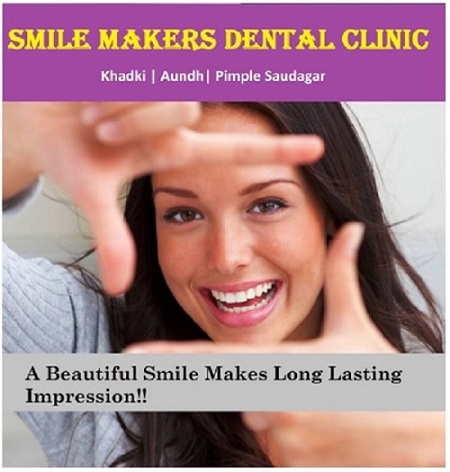 SMILE MAKERS DENTAL CLINIC
Khadki | Aundh| Pimple Saudagar
A Beautiful Smile Makes Long Lasting
Impression!!